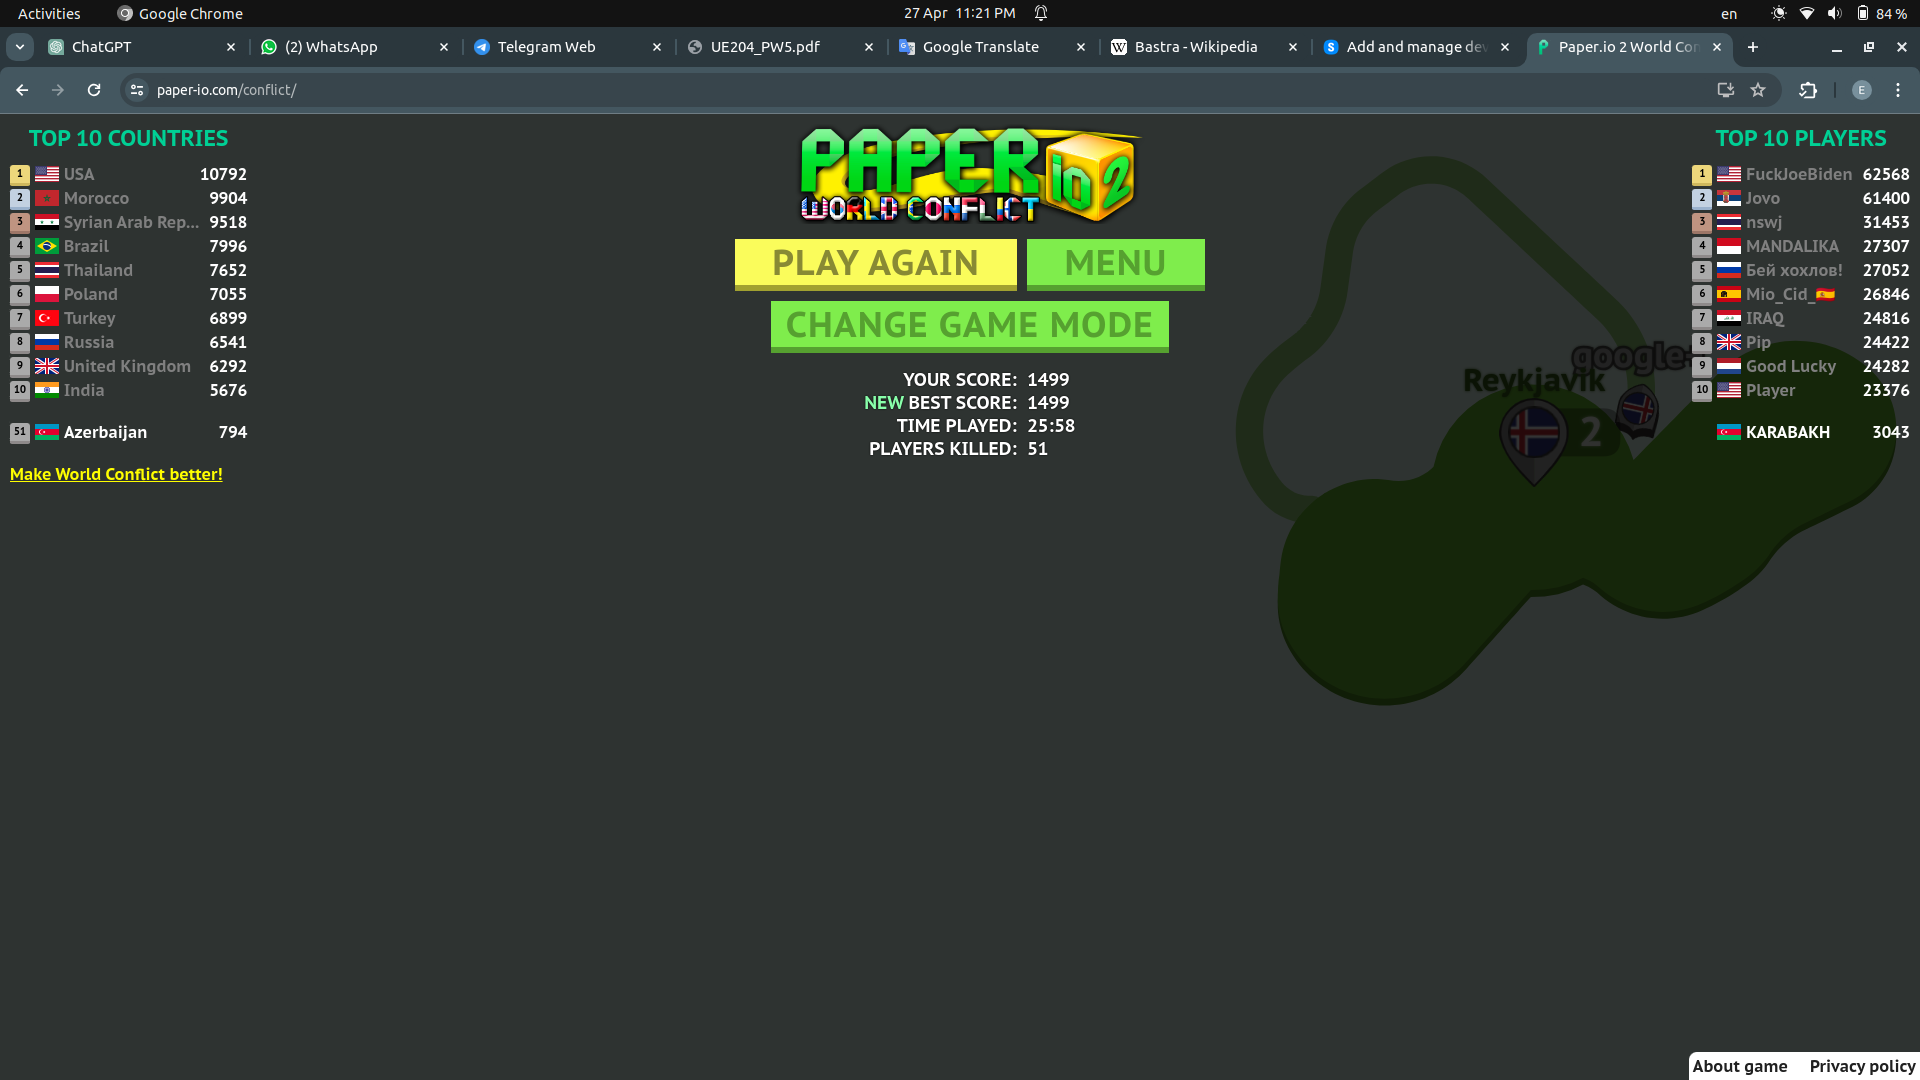 Activities Google Chrome 27 Apr 11:21 PM en 84 %
ChatGPT (2) WhatsApp Telegram Web UE204_PW5.pdf Google Translate Bastra - Wikipedia Add and manage dev Paper.io 2 World Con
paper-io.com/conflict/ E
TOP 10 COUNTRIES
1 USA 10792
2 Morocco 9904
3 Syrian Arab Rep... 9518
4 Brazil 7996
5 Thailand 7652
6 Poland 7055
7 Turkey 6899
8 Russia 6541
9 United Kingdom 6292
10 India 5676
51 Azerbaijan 794
Make World Conflict better!
PAPER io 2
WORLD CONFLICT
PLAY AGAIN MENU
CHANGE GAME MODE
YOUR SCORE: 1499
NEW BEST SCORE: 1499
TIME PLAYED: 25:58
PLAYERS KILLED: 51
google:
Reykjavik
2
TOP 10 PLAYERS
1 FuckJoeBiden 62568
2 Jovo 61400
3 nswj 31453
4 MANDALIKA 27307
5 Бей хохлов! 27052
6 Mio_Cid_🇪🇸 26846
7 IRAQ 24816
8 Pip 24422
9 Good Lucky 24282
10 Player 23376
KARABAKH 3043
About game Privacy policy